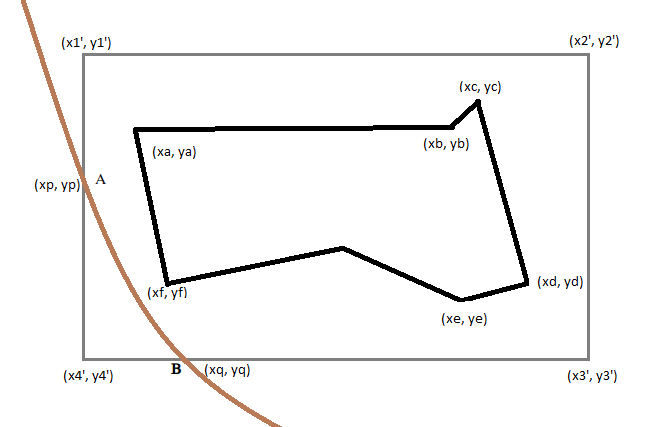 (x1', y1')
(x2', y2')
(xc, yc)
(xa, ya)
(xb, yb)
(xp, yp)
A
(xd, yd)
(xf, yf)
(xe, ye)
B
(xq, yq)
(x4', y4')
(x3', y3')